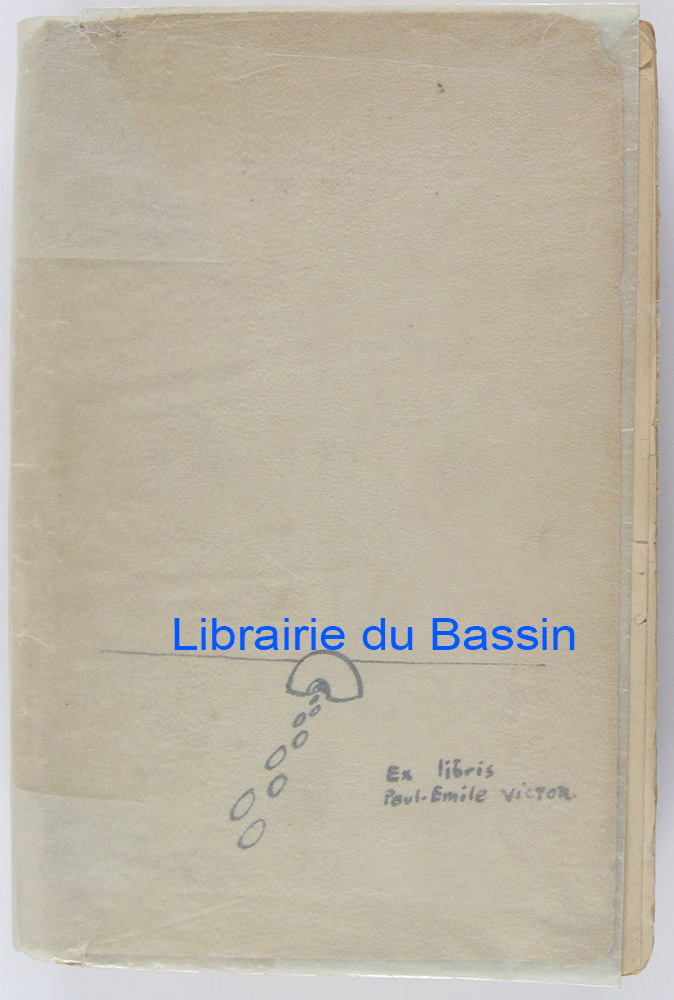 Librairie du Bassin
Ex libris
Paul-Emile Victor